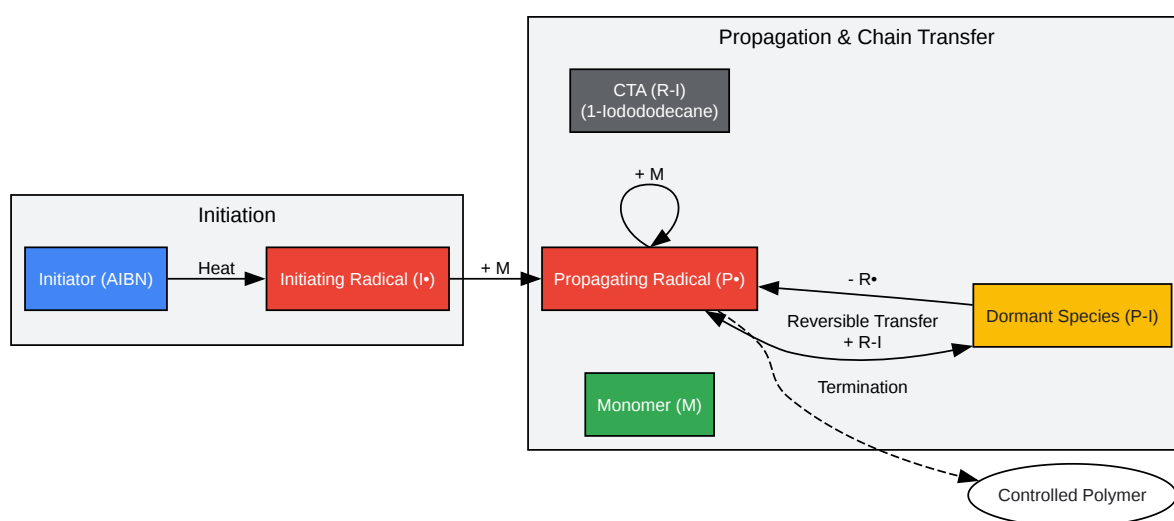 Propagation & Chain Transfer
CTA (R-I)
(1-Iodododecane)
+ M
Initiation
Initiator (AIBN)
Heat
Initiating Radical (I•)
+ M
Propagating Radical (P•)
- R•
Dormant Species (P-I)
Reversible Transfer
+ R-I
Termination
Monomer (M)
Controlled Polymer